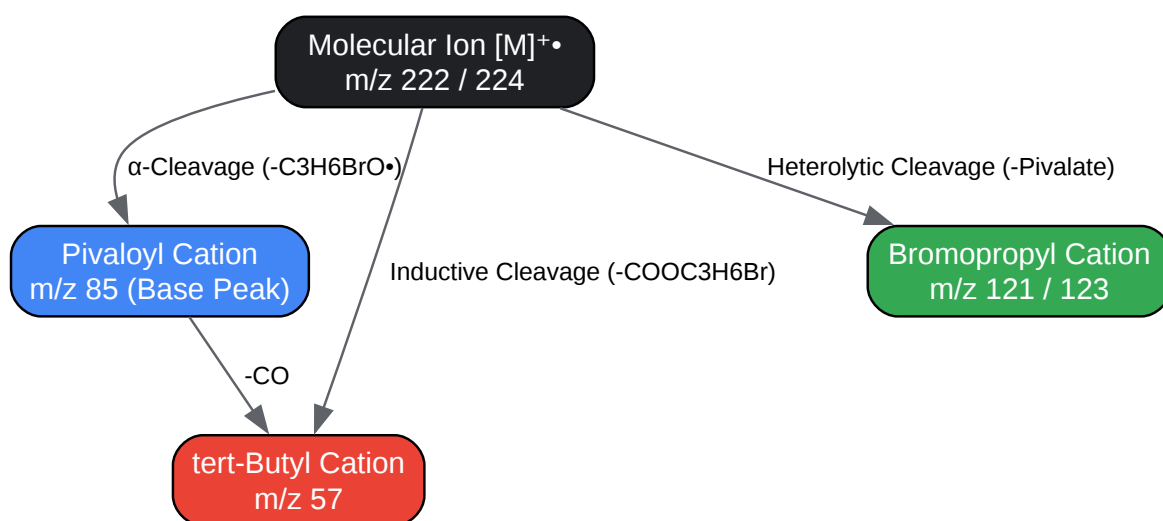 Molecular Ion [M]⁺•
m/z 222 / 224
α-Cleavage (-C3H6BrO•)
Heterolytic Cleavage (-Pivalate)
Pivaloyl Cation
m/z 85 (Base Peak)
Inductive Cleavage (-COOC3H6Br)
Bromopropyl Cation
m/z 121 / 123
-CO
tert-Butyl Cation
m/z 57